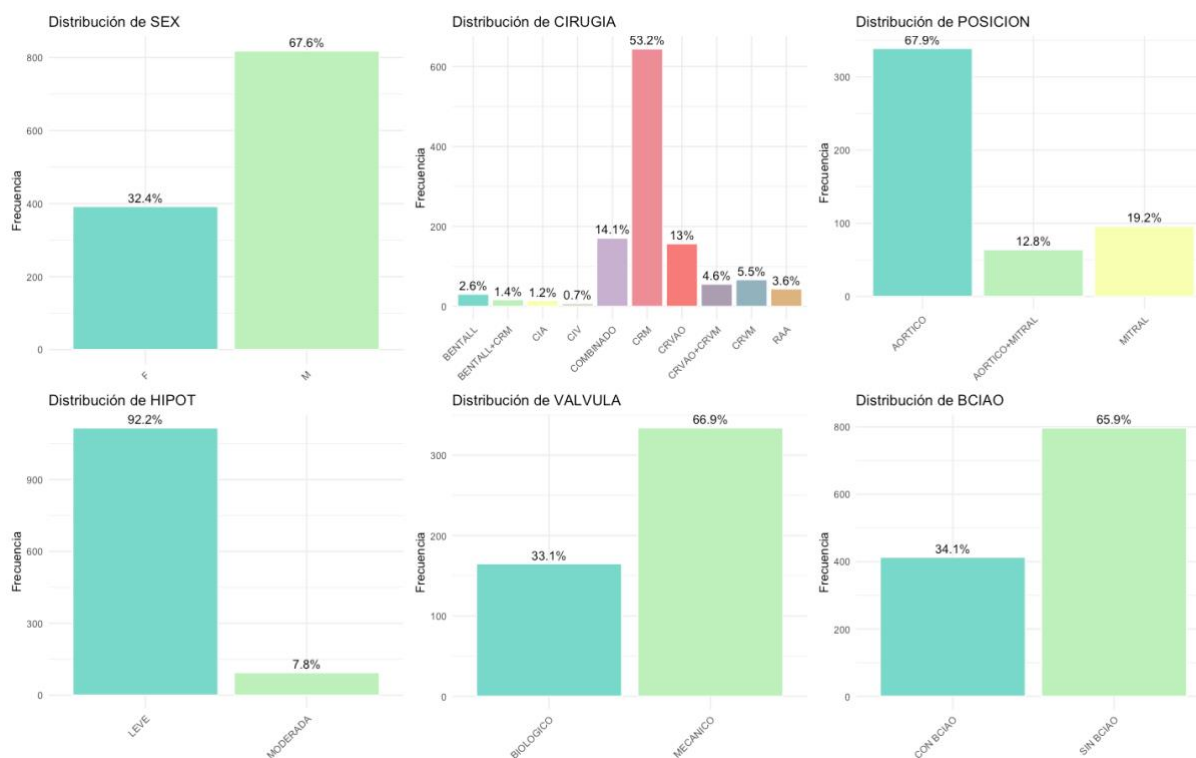 Distribución de SEX
67.6%
32.4%
Frecuencia
800
600
400
200
0
F
M
Distribución de CIRUGIA
53.2%
14.1%
13%
2.6%
1.4%
1.2%
0.7%
4.6%
5.5%
3.6%
Frecuencia
600
400
200
0
BENTALL
BENTALL+CRM
CIA
CIV
COMBINADO
CRM
CRVAO
CRVAO+CRVM
CRVM
RAA
Distribución de POSICION
67.9%
12.8%
19.2%
Frecuencia
300
200
100
0
AORTICO
AORTICO+MITRAL
MITRAL
Distribución de HIPOT
92.2%
7.8%
Frecuencia
900
600
300
0
LEVE
MODERADA
Distribución de VALVULA
66.9%
33.1%
Frecuencia
300
200
100
0
BIOLOGICO
MECANICO
Distribución de BCIAO
65.9%
34.1%
Frecuencia
800
600
400
200
0
CON BCIAO
SIN BCIAO